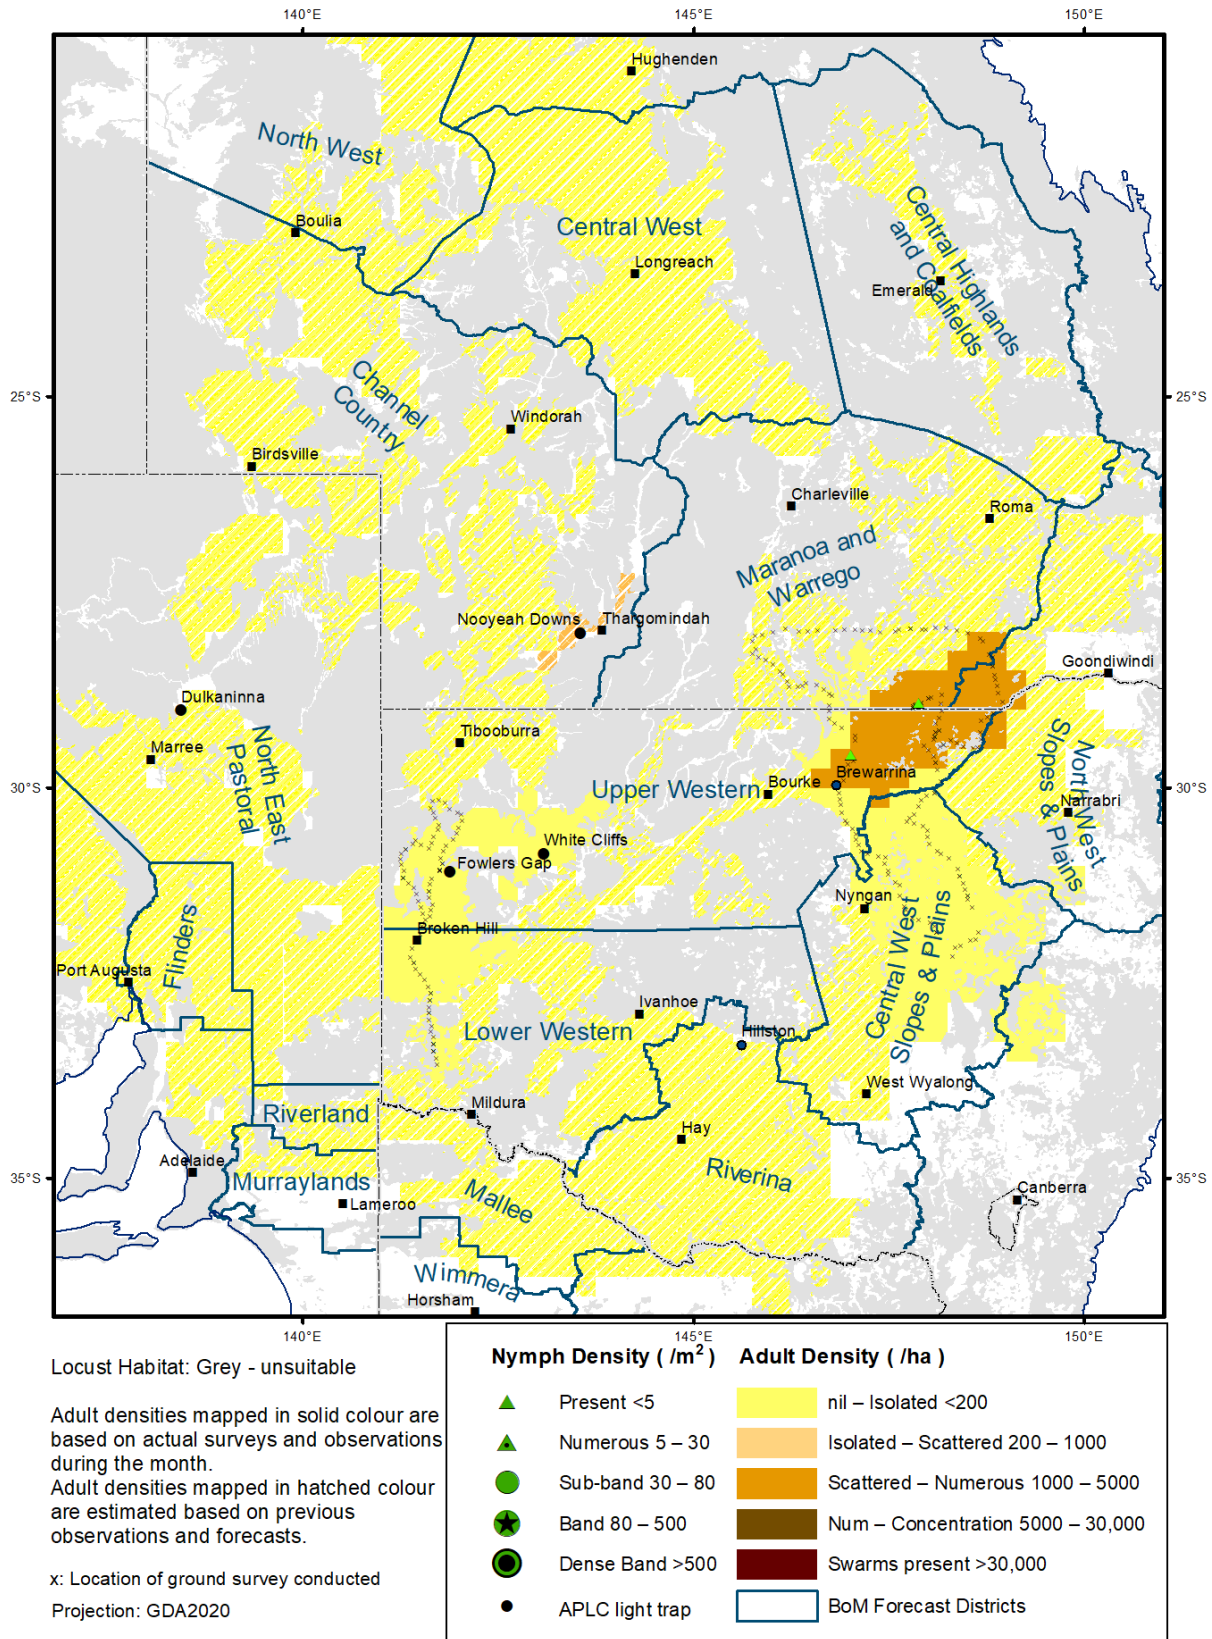 140°E
145°E
150°E
Hughenden
North West
Boulia
Central West
Longreach
Central Highlands
and Coalfields
Emerald
25°S
25°S
Channel
Country
Windorah
Birdsville
Charleville
Roma
Maranoa and
Warrego
Nooyeah Downs
Thargomindah
Goondiwindi
Dulkaninna
Marree
North East
Pastoral
Tibooburra
30°S
30°S
Upper Western
Bourke
Brewarrina
North West
Slopes & Plains
Narrabri
White Cliffs
Fowlers Gap
Nyngan
Central West
Slopes & Plains
Broken Hill
Flinders
Port Augusta
Ivanhoe
Lower Western
Hillston
West Wyalong
Riverland
Mildura
Hay
Adelaide
Murraylands
Riverina
35°S
35°S
Lameroo
Mallee
Canberra
Wimmera
Horsham
140°E
145°E
150°E
Locust Habitat: Grey - unsuitable
Adult densities mapped in solid colour are
based on actual surveys and observations
during the month.
Adult densities mapped in hatched colour
are estimated based on previous
observations and forecasts.
x: Location of ground survey conducted
Projection: GDA2020
Nymph Density ( /m²)
Present <5
Numerous 5 – 30
Sub-band 30 – 80
Band 80 – 500
Dense Band >500
APLC light trap
Adult Density ( /ha )
nil – Isolated <200
Isolated – Scattered 200 – 1000
Scattered – Numerous 1000 – 5000
Num – Concentration 5000 – 30,000
Swarms present >30,000
BoM Forecast Districts